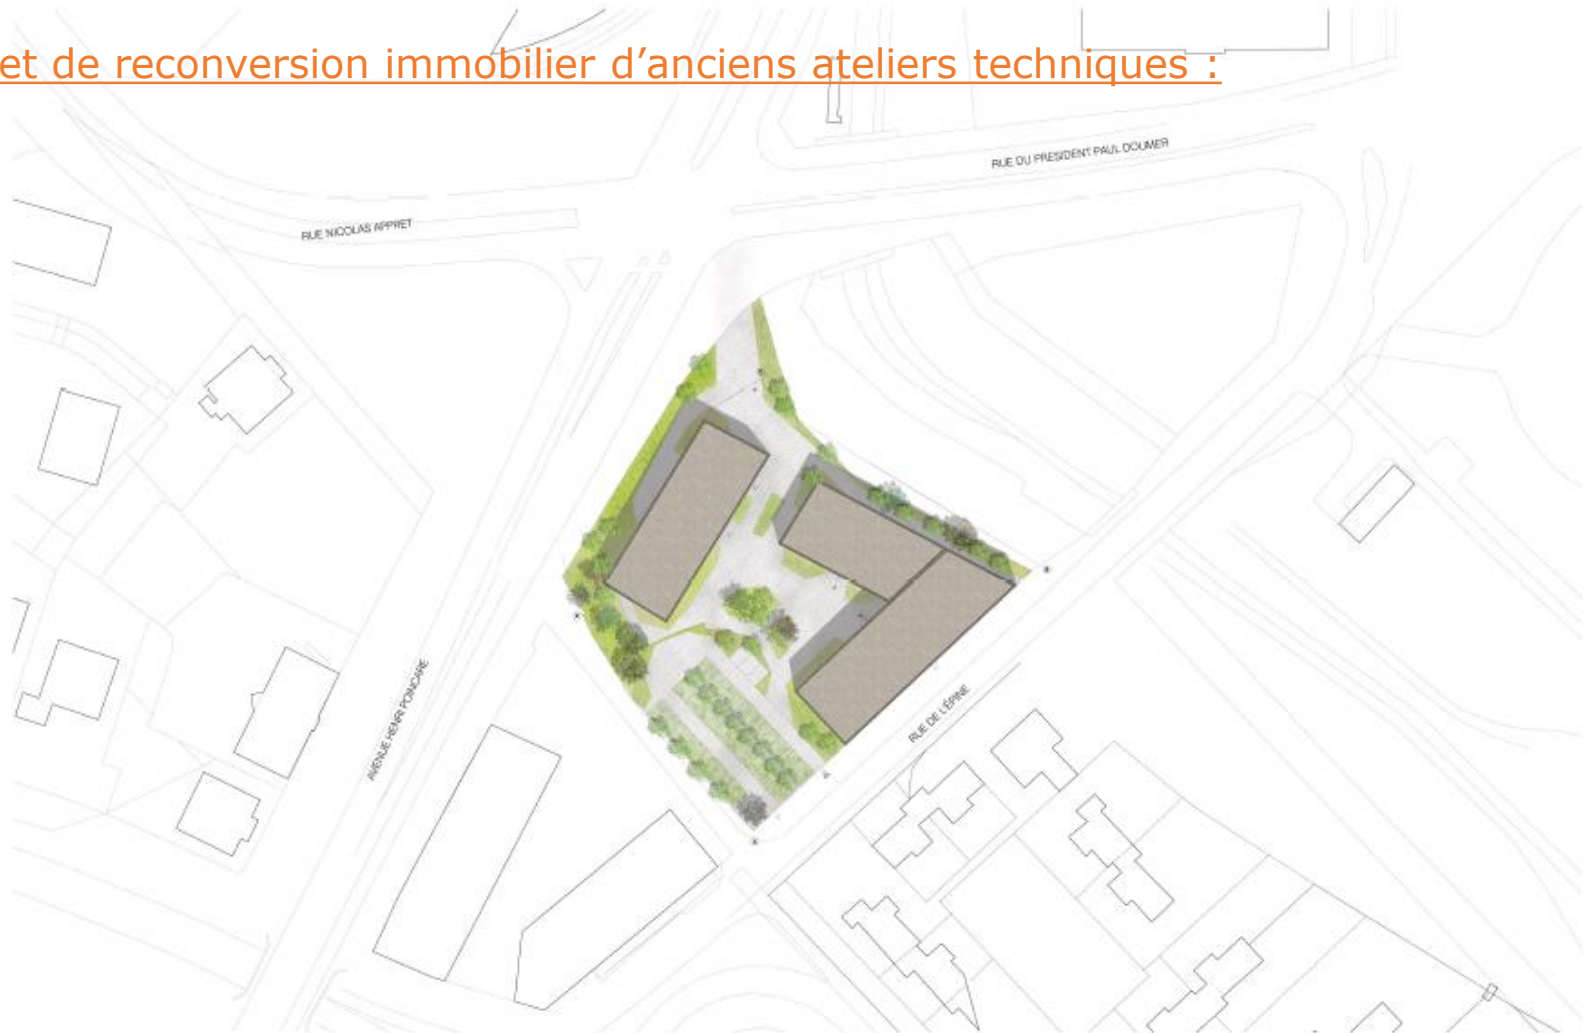 et de reconversion immobilier d’anciens ateliers techniques :
RUE DU PRESIDENT PAUL DOUMER
RUE NICOLAS APPRET
AVENUE HENRI POINCARE
RUE DE L'ÉPINE